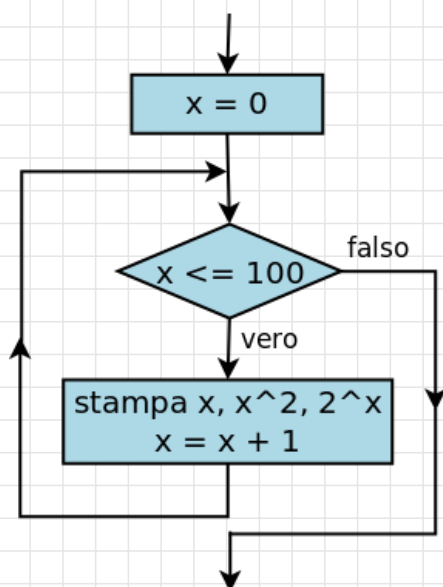 x = 0
x <= 100
falso
vero
stampa x, x^2, 2^x
x = x + 1